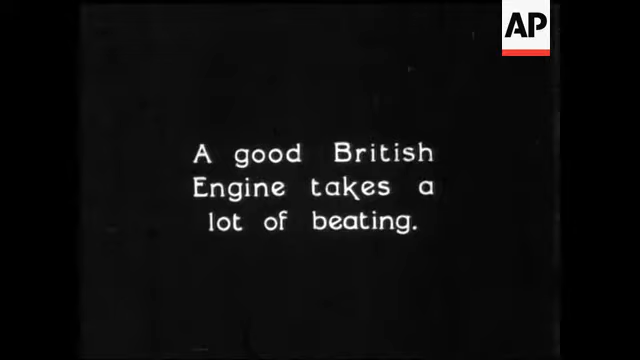 AP
A good British
Engine takes a
lot of beating.